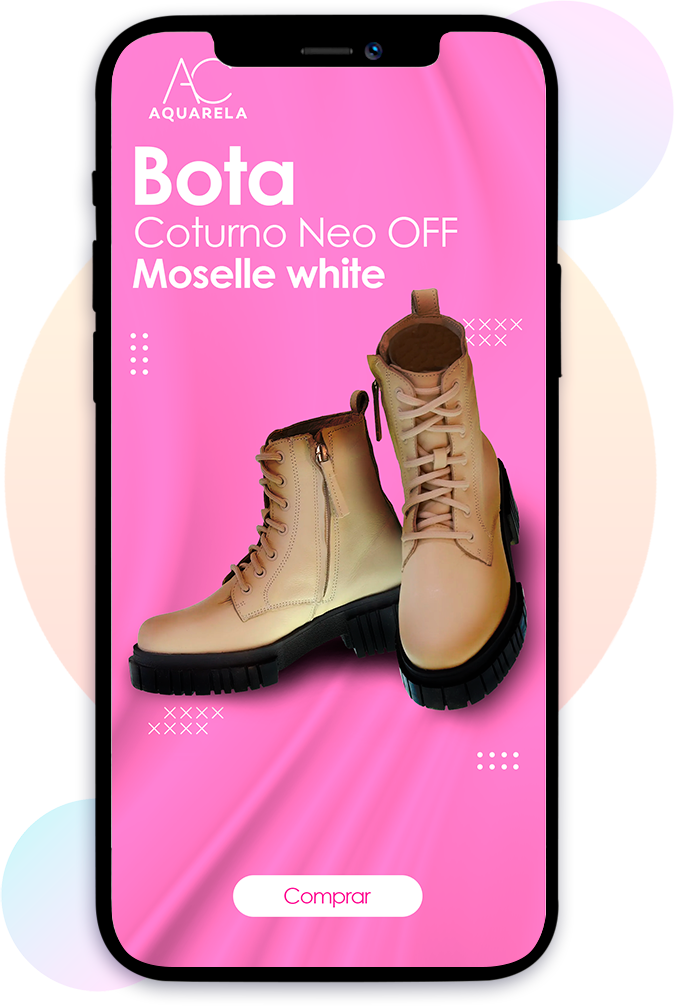 AC
AQUARELA
Bota
Coturno Neo OFF
Moselle white
Comprar